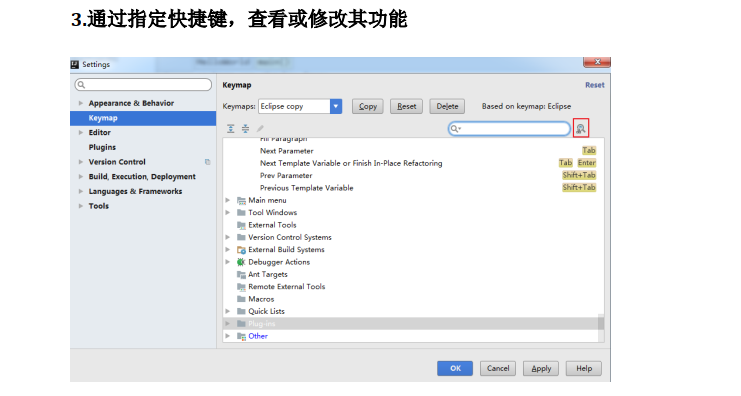 3.通过指定快捷键，查看或修改其功能
Settings
Keymap
Reset
Appearance & Behavior
Keymap
Editor
Plugins
Version Control
Build, Execution, Deployment
Languages & Frameworks
Tools
Keymaps: Eclipse copy Copy Reset Delete Based on keymap: Eclipse
Fill Paragraph
Next Parameter Tab
Next Template Variable or Finish In-Place Refactoring Tab Enter
Prev Parameter Shift+Tab
Previous Template Variable Shift+Tab
Main menu
Tool Windows
External Tools
Version Control Systems
External Build Systems
Debugger Actions
Ant Targets
Remote External Tools
Macros
Quick Lists
Plug-ins
Other
OK Cancel Apply Help